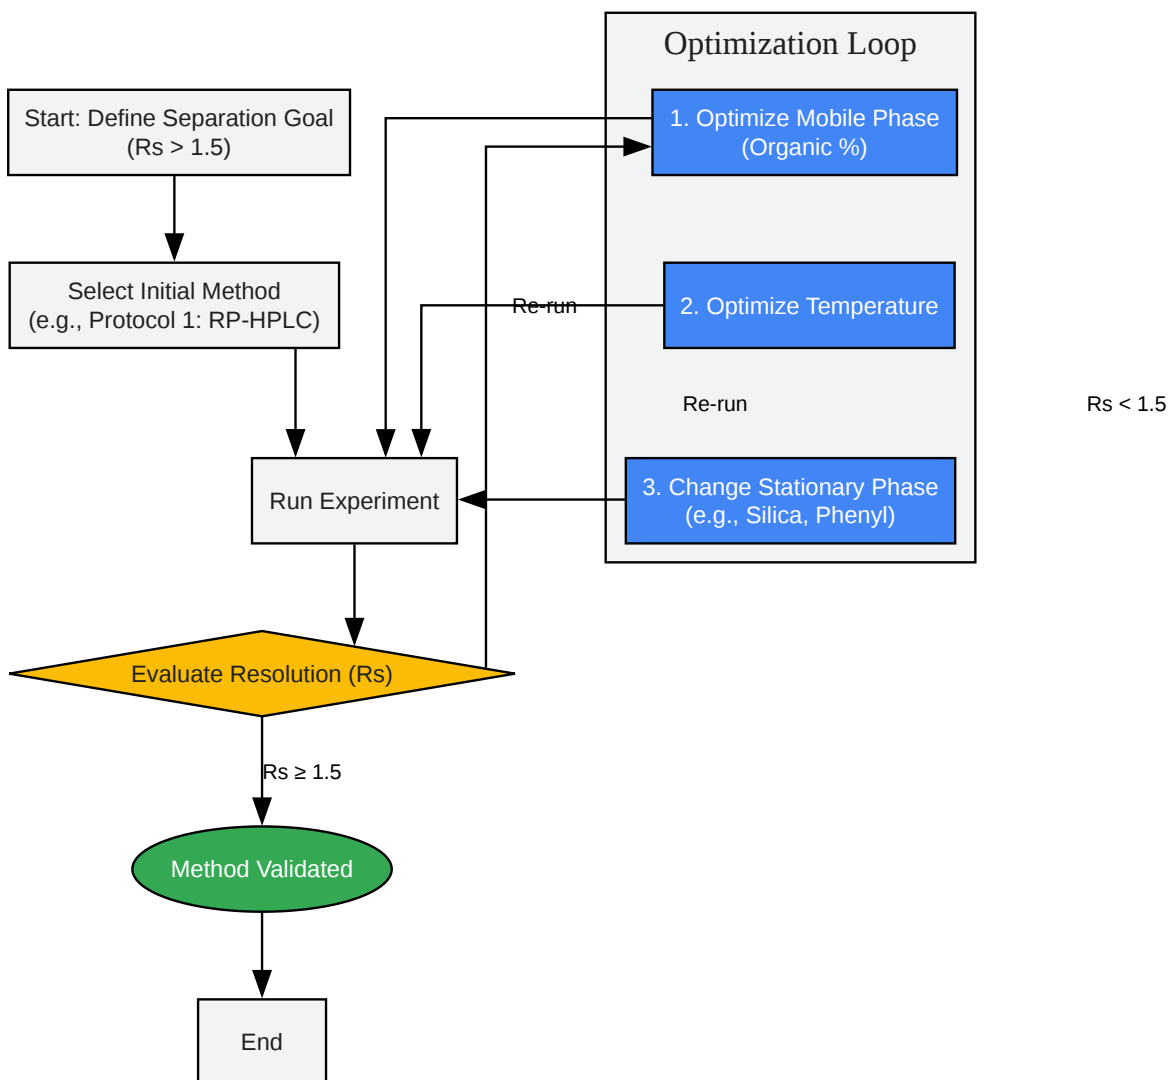 Optimization Loop
Start: Define Separation Goal
(Rs > 1.5)
1. Optimize Mobile Phase
(Organic %)
Select Initial Method
(e.g., Protocol 1: RP-HPLC)
Re-run
2. Optimize Temperature
Re-run
Rs < 1.5
Run Experiment
3. Change Stationary Phase
(e.g., Silica, Phenyl)
Evaluate Resolution (Rs)
Rs ≥ 1.5
Method Validated
End